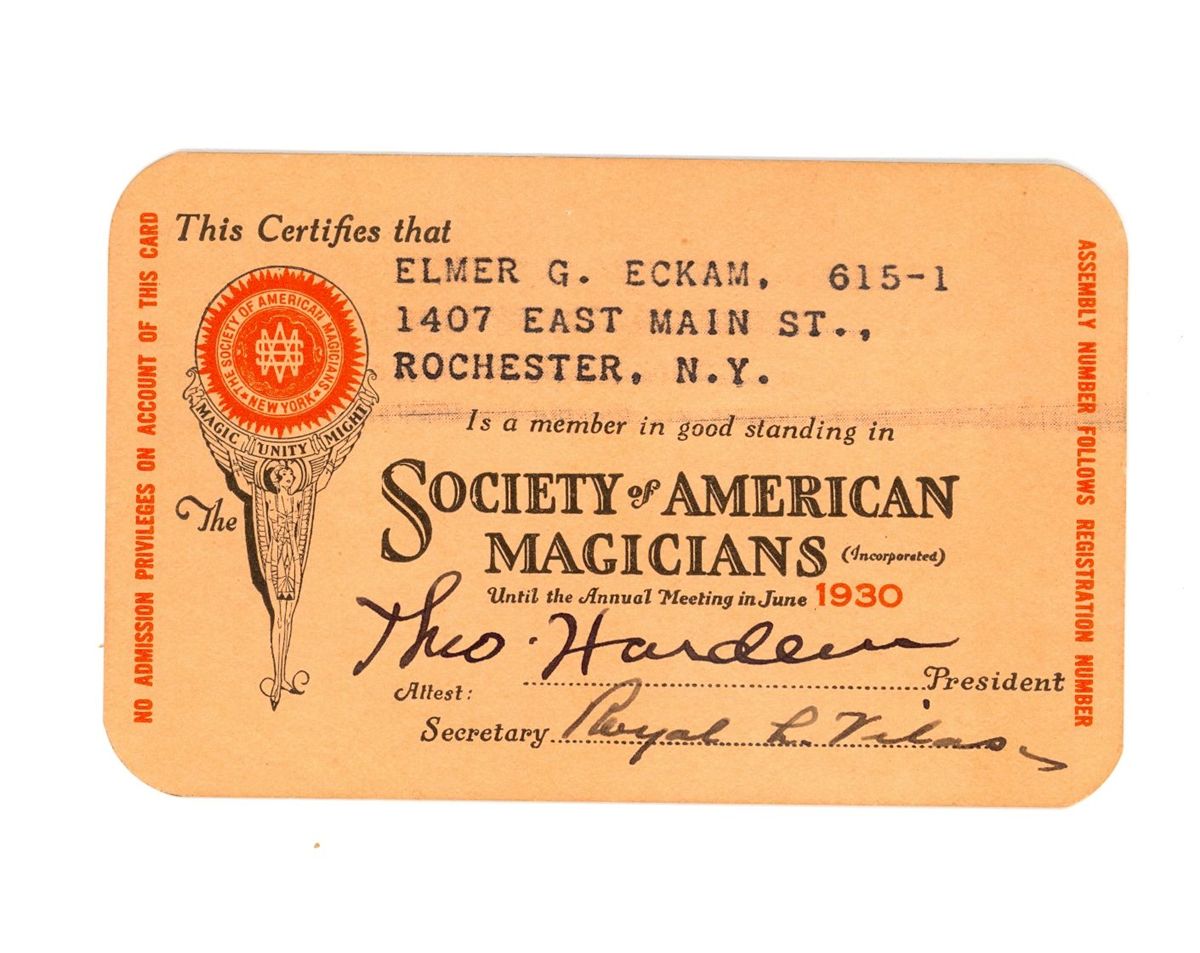 NO ADMISSION PRIVILEGES ON ACCOUNT OF THIS CARD
This Certifies that
ELMER G. ECKAM, 615-1
1407 EAST MAIN ST.,
ROCHESTER, N.Y.
THE SOCIETY OF AMERICAN MAGICIANS
NEW YORK
MAGIC UNITY MIGHT
Is a member in good standing in
The SOCIETY of AMERICAN
MAGICIANS (Incorporated)
Until the Annual Meeting in June 1930
Theo. Hardeen President
Attest:
Secretary Royal L. Vilas
ASSEMBLY NUMBER FOLLOWS REGISTRATION NUMBER